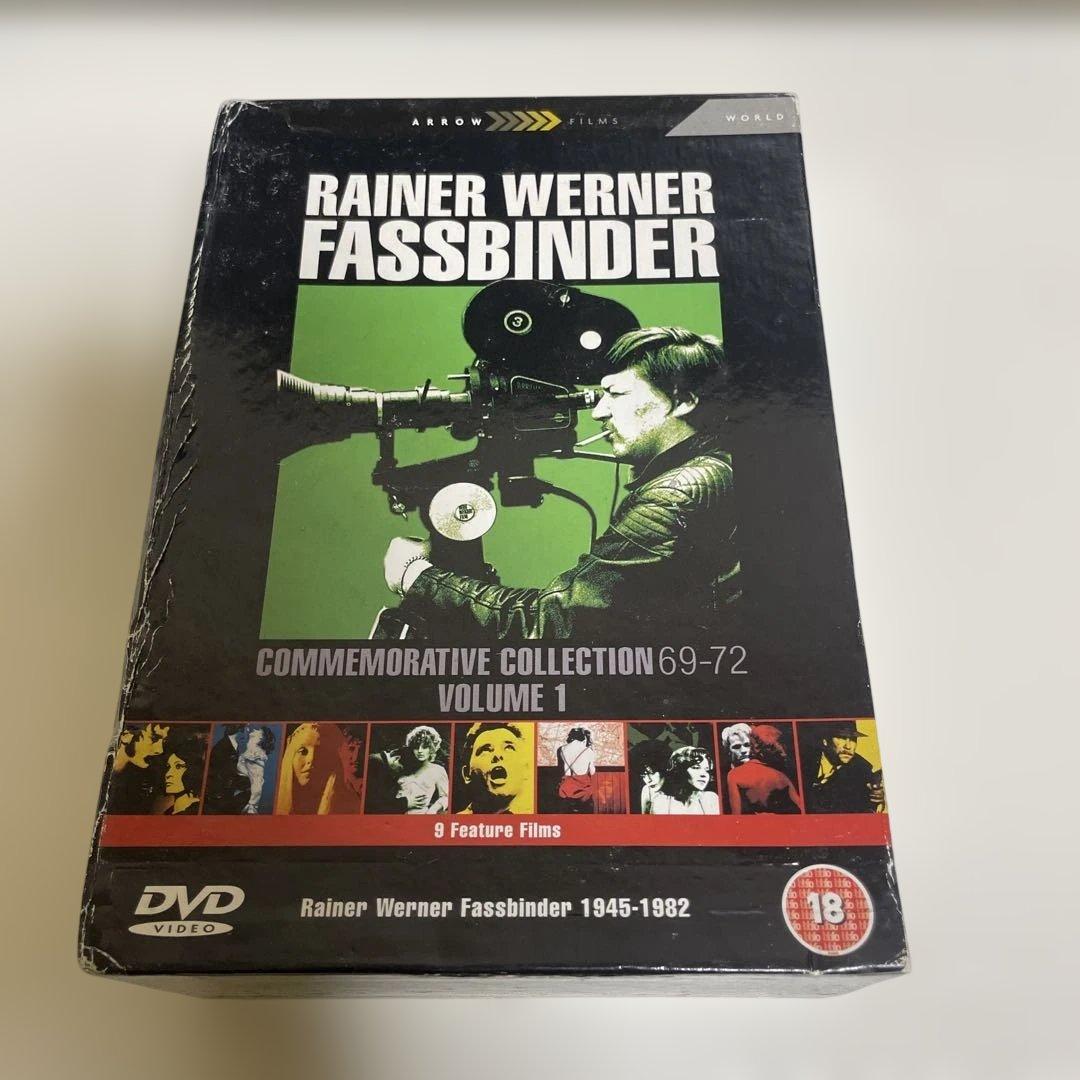 ARROW FILMS
WORLD
RAINER WERNER
FASSBINDER
3
COMMEMORATIVE COLLECTION 69-72
VOLUME 1
9 Feature Films
DVD
VIDEO
Rainer Werner Fassbinder 1945-1982
18